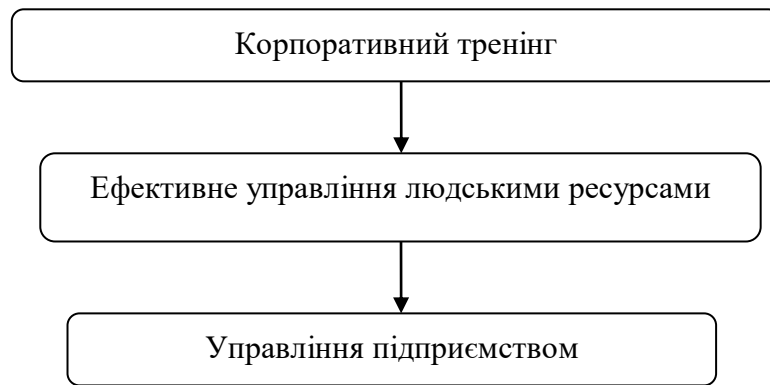 Корпоративний тренінг
Ефективне управління людськими ресурсами
Управління підприємством